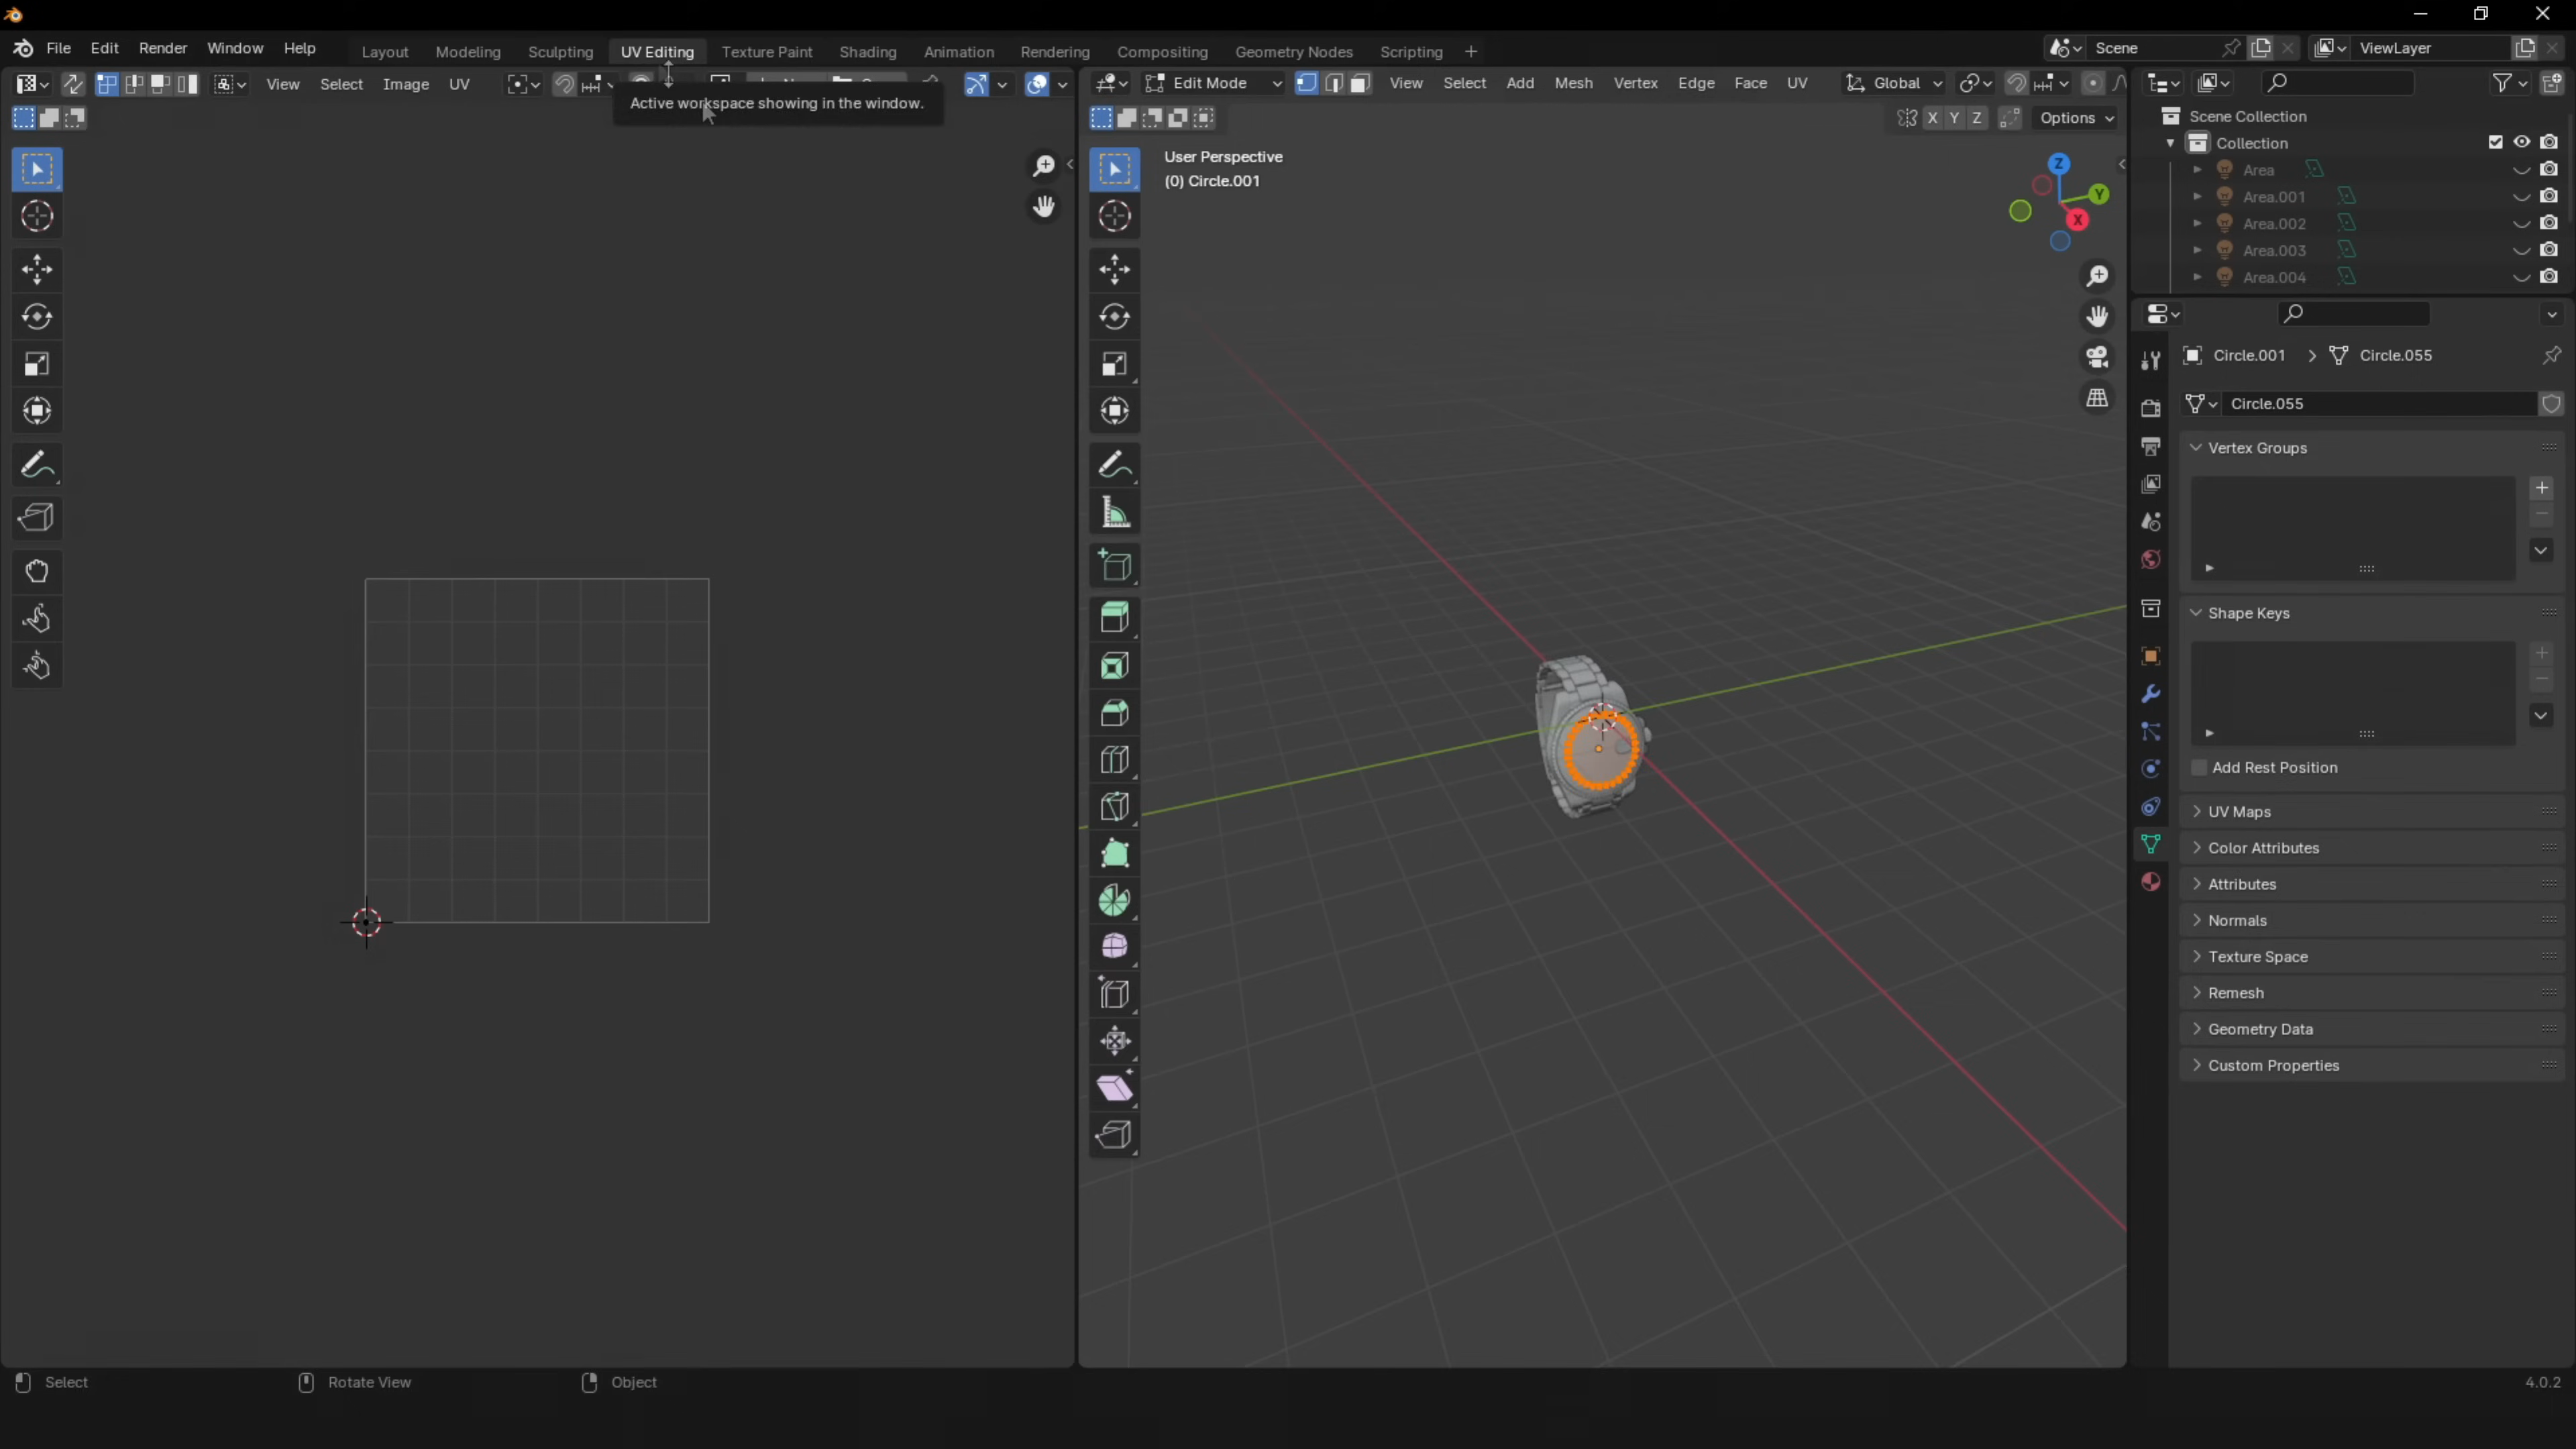 File Edit Render Window Help Layout Modeling Sculpting UV Editing Texture Paint Shading Animation Rendering Compositing Geometry Nodes Scripting + Scene ViewLayer
View Select Image UV Edit Mode View Select Add Mesh Vertex Edge Face UV Global
Active workspace showing in the window.
X Y Z Options
User Perspective
(0) Circle.001
Z
Y
X
Scene Collection
Collection
Area
Area.001
Area.002
Area.003
Area.004
Circle.001 Circle.055
Circle.055
Vertex Groups
Shape Keys
Add Rest Position
UV Maps
Color Attributes
Attributes
Normals
Texture Space
Remesh
Geometry Data
Custom Properties
Select Rotate View Object 4.0.2